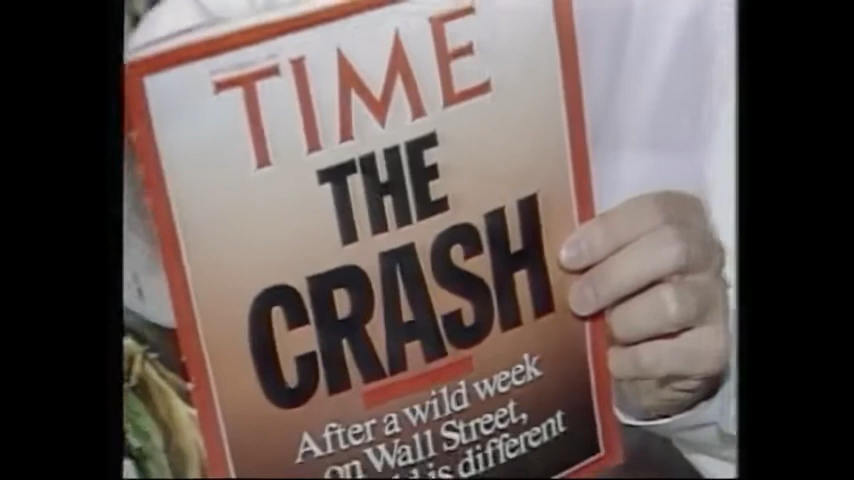 TIME
THE
CRASH
After a wild week
on Wall Street,
is different